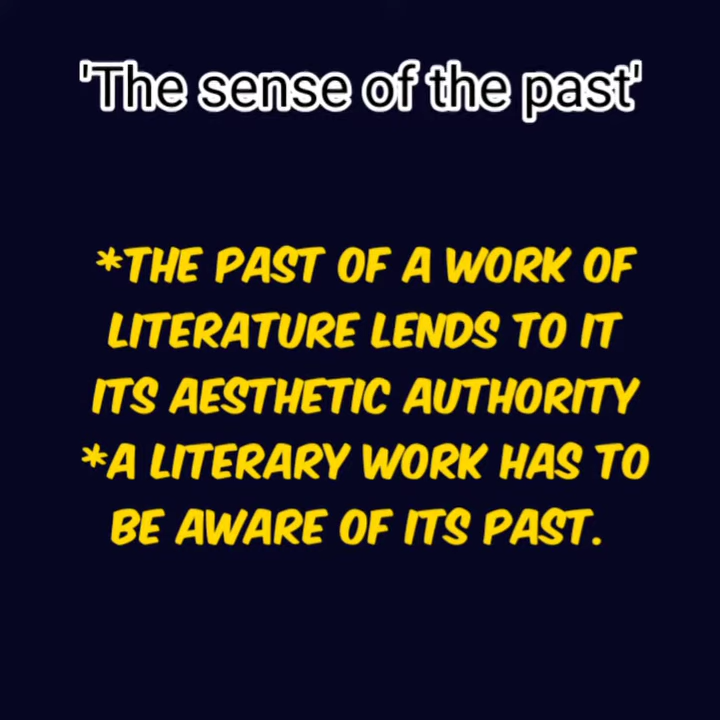 'The sense of the past'
*THE PAST OF A WORK OF
LITERATURE LENDS TO IT
ITS AESTHETIC AUTHORITY
*A LITERARY WORK HAS TO
BE AWARE OF ITS PAST.